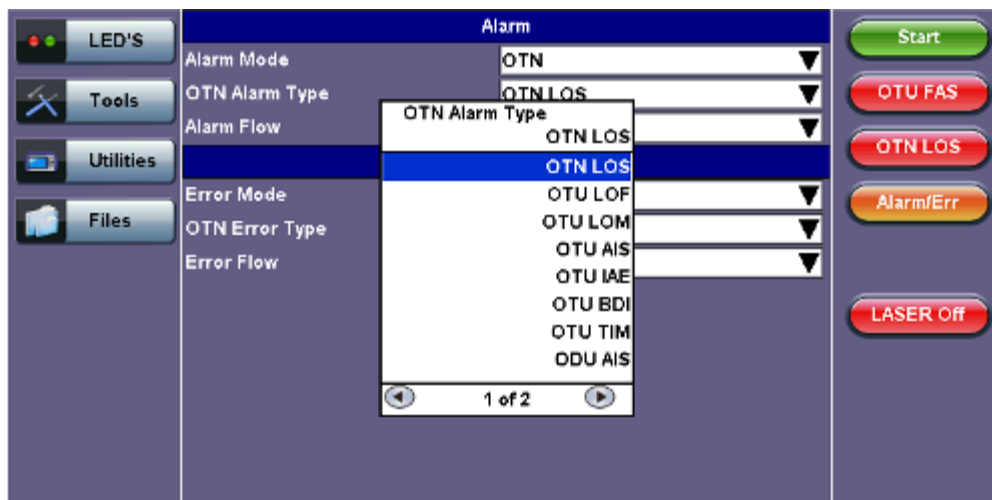 LED'S
Tools
Utilities
Files
Alarm
Alarm Mode OTN
OTN Alarm Type OTN LOS
Alarm Flow
OTN Alarm Type
OTN LOS
OTN LOS
OTU LOF
OTU LOM
OTU AIS
OTU IAE
OTU BDI
OTU TIM
ODU AIS
1 of 2
Error Mode
OTN Error Type
Error Flow
Start
OTU FAS
OTN LOS
Alarm/Err
LASER Off